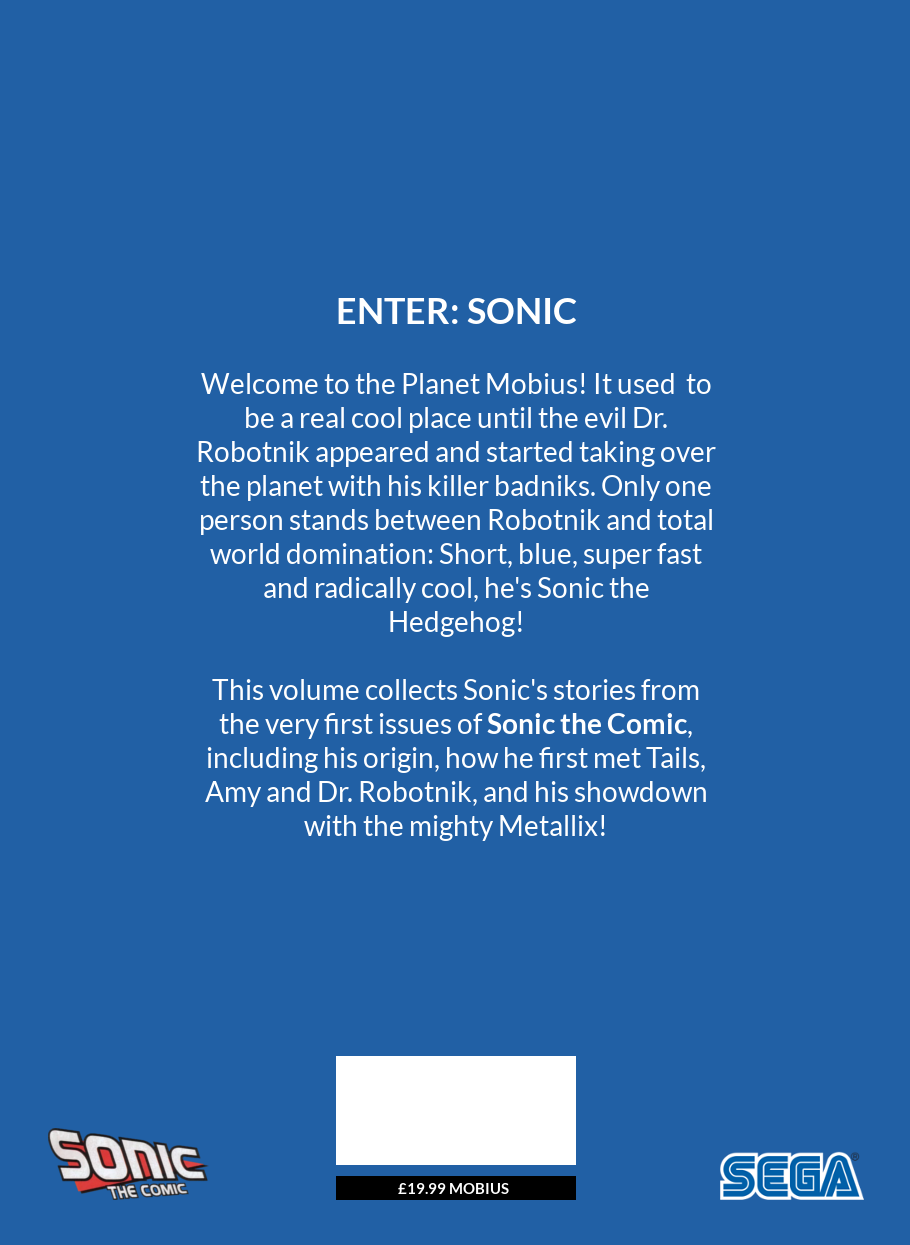 ENTER: SONIC
Welcome to the Planet Mobius! It used  to
be a real cool place until the evil Dr.
Robotnik appeared and started taking over
the planet with his killer badniks. Only one
person stands between Robotnik and total
world domination: Short, blue, super fast
and radically cool, he's Sonic the
Hedgehog!
This volume collects Sonic's stories from
the very first issues of Sonic the Comic,
including his origin, how he first met Tails,
Amy and Dr. Robotnik, and his showdown
with the mighty Metallix!
SONIC
THE COMIC
£19.99 MOBIUS
SEGA®